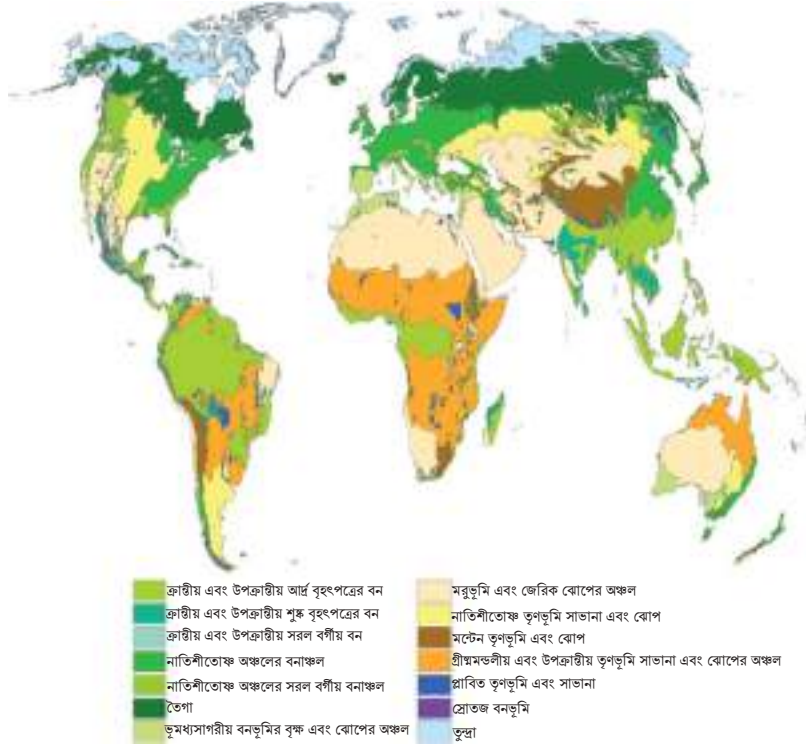 ক্রান্তীয় এবং উপক্রান্তীয় আর্দ্র বৃহৎপত্রের বন
ক্রান্তীয় এবং উপক্রান্তীয় শুষ্ক বৃহৎপত্রের বন
ক্রান্তীয় এবং উপক্রান্তীয় সরল বর্গীয় বন
নাতিশীতোষ্ণ অঞ্চলের বনাঞ্চল
নাতিশীতোষ্ণ অঞ্চলের সরল বর্গীয় বনাঞ্চল
তৈগা
ভূমধ্যসাগরীয় বনভূমির বৃক্ষ এবং ঝোপের অঞ্চল
মরুভূমি এবং জেরিক ঝোপের অঞ্চল
নাতিশীতোষ্ণ তৃণভূমি সাভানা এবং ঝোপ
মন্টেন তৃণভূমি এবং ঝোপ
গ্রীষ্মমন্ডলীয় এবং উপক্রান্তীয় তৃণভূমি সাভানা এবং ঝোপের অঞ্চল
প্লাবিত তৃণভূমি এবং সাভানা
স্রোতজ বনভূমি
তুন্দ্রা